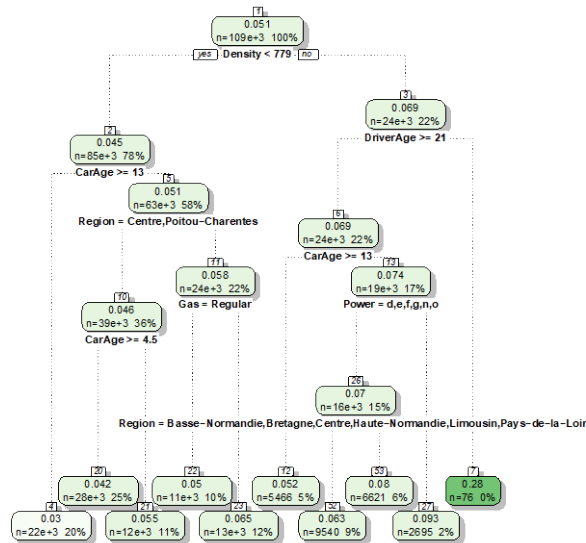 1
0.051
n=109e+3 100%
yes Density < 779 no
3
0.069
n=24e+3 22%
DriverAge >= 21
2
0.045
n=85e+3 78%
CarAge >= 13
5
0.051
n=63e+3 58%
Region = Centre,Poitou-Charentes
6
0.069
n=24e+3 22%
CarAge >= 13
11
0.058
n=24e+3 22%
Gas = Regular
13
0.074
n=19e+3 17%
Power = d,e,f,g,n,o
10
0.046
n=39e+3 36%
CarAge >= 4.5
26
0.07
n=16e+3 15%
Region = Basse-Normandie,Bretagne,Centre,Haute-Normandie,Limousin,Pays-de-la-Loir
20
0.042
n=28e+3 25%
22
0.05
n=11e+3 10%
12
0.052
n=5466 5%
53
0.08
n=6621 6%
7
0.28
n=76 0%
4
0.03
n=22e+3 20%
21
0.055
n=12e+3 11%
23
0.065
n=13e+3 12%
52
0.063
n=9540 9%
27
0.093
n=2695 2%